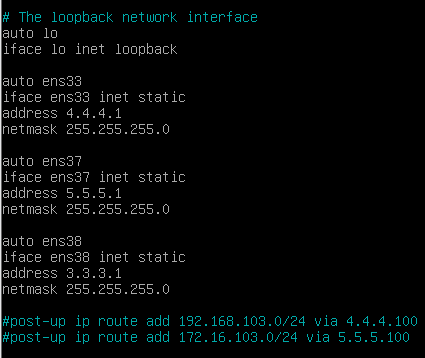 # The loopback network interface
auto lo
iface lo inet loopback
auto ens33
iface ens33 inet static
address 4.4.4.1
netmask 255.255.255.0
auto ens37
iface ens37 inet static
address 5.5.5.1
netmask 255.255.255.0
auto ens38
iface ens38 inet static
address 3.3.3.1
netmask 255.255.255.0
#post-up ip route add 192.168.103.0/24 via 4.4.4.100
#post-up ip route add 172.16.103.0/24 via 5.5.5.100